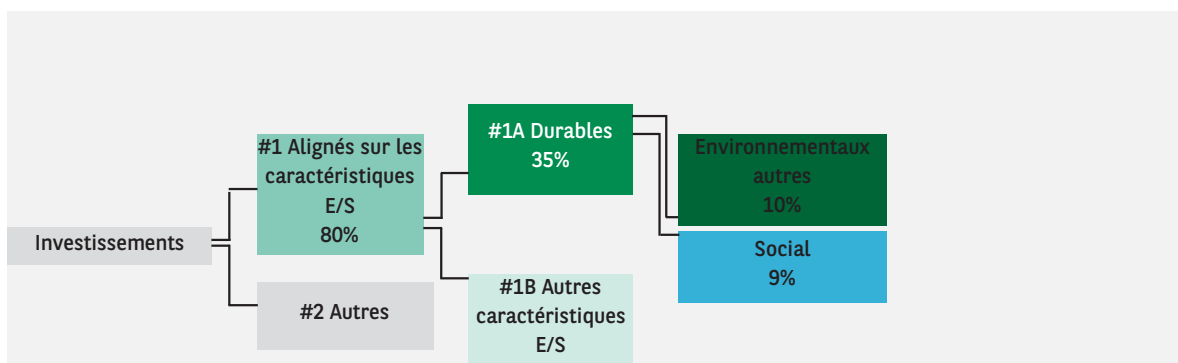 Investissements
#1 Alignés sur les
caractéristiques
E/S
80%
#2 Autres
#1A Durables
35%
#1B Autres
caractéristiques
E/S
Environnementaux
autres
10%
Social
9%